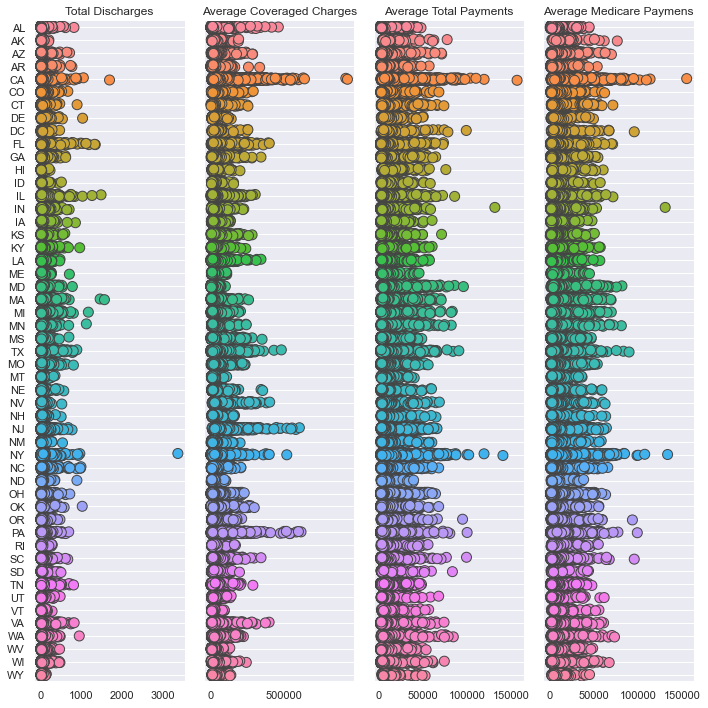 Total Discharges Average Coveraged Charges Average Total Payments Average Medicare Paymens
AL
AK
AZ
AR
CA
CO
CT
DE
DC
FL
GA
HI
ID
IL
IN
IA
KS
KY
LA
ME
MD
MA
MI
MN
MS
TX
MO
MT
NE
NV
NH
NJ
NM
NY
NC
ND
OH
OK
OR
PA
RI
SC
SD
TN
UT
VT
VA
WA
WV
WI
WY
0 1000 2000 3000 0 500000 0 50000 100000 150000 0 50000 100000 150000